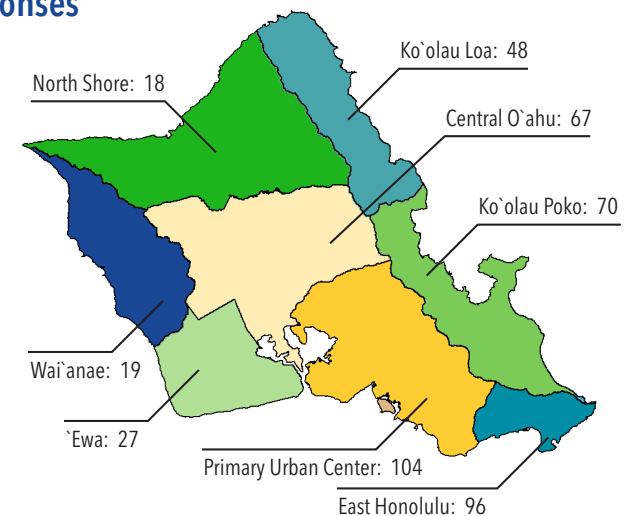 onses
Ko`olau Loa: 48
North Shore: 18
Central O`ahu: 67
Ko`olau Poko: 70
Wai`anae: 19
`Ewa: 27
Primary Urban Center: 104
East Honolulu: 96